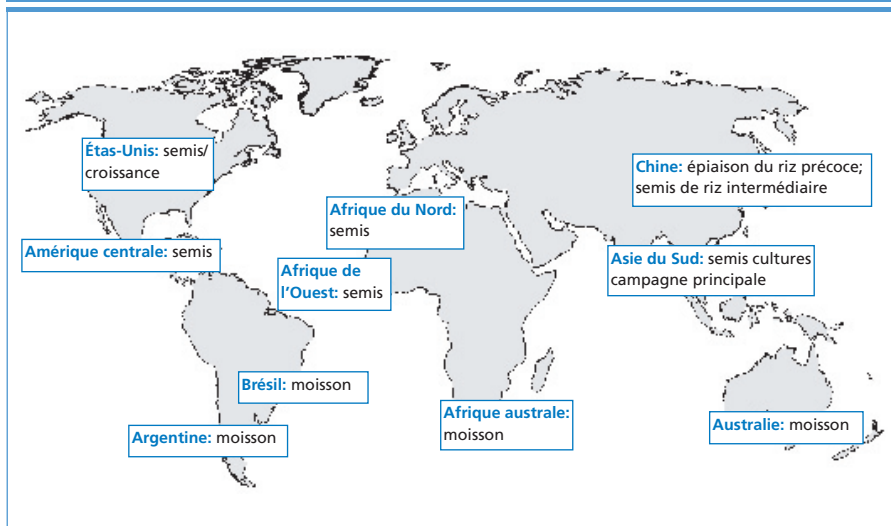 Étas-Unis: semis/
croissance
Chine: épiaison du riz précoce;
semis de riz intermédiaire
Afrique du Nord:
semis
Amérique centrale: semis
Afrique de
l'Ouest: semis
Asie du Sud: semis cultures
campagne principale
Brésil: moisson
Afrique australe:
moisson
Argentine: moisson
Australie: moisson